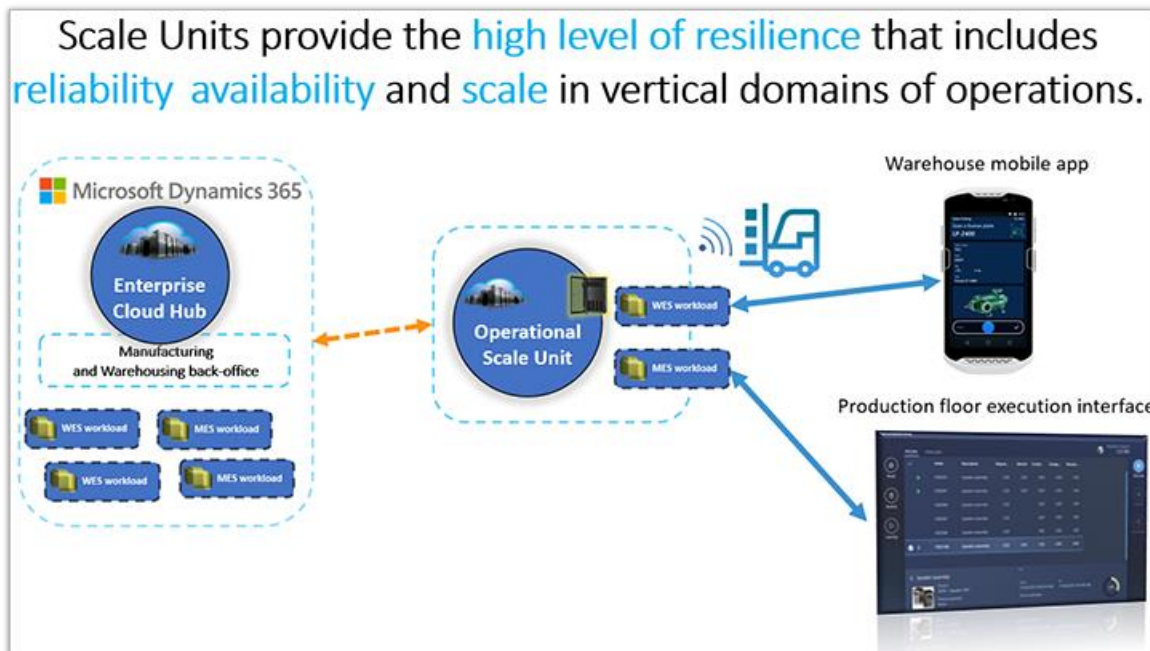 Scale Units provide the high level of resilience that includes
reliability availability and scale in vertical domains of operations.
Microsoft Dynamics 365
Enterprise
Cloud Hub
Manufacturing
and Warehousing back-office
WES workload
MES workload
WES workload
MES workload
Operational
Scale Unit
WES workload
MES workload
Warehouse mobile app
Production floor execution interface